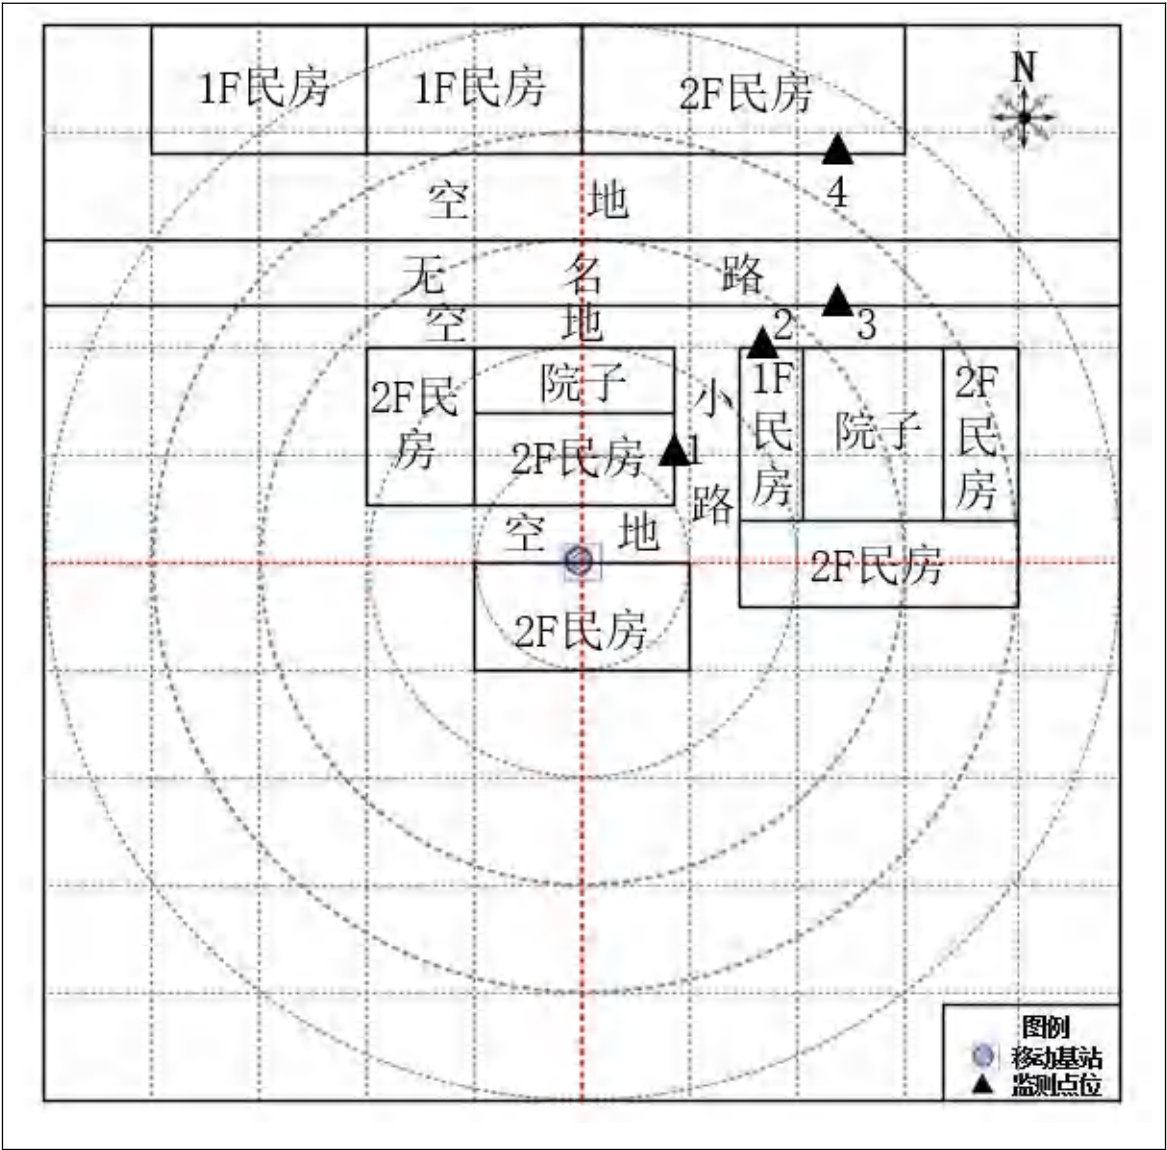 1F民房 1F民房 2F民房 N
4
空 地
无 名 路
空 地 2 3
2F民
房
院子
小
1F
民
房
院子
2F
民
房
2F民房
1
路
空 地
2F民房
2F民房
图例
移动基站
监测点位